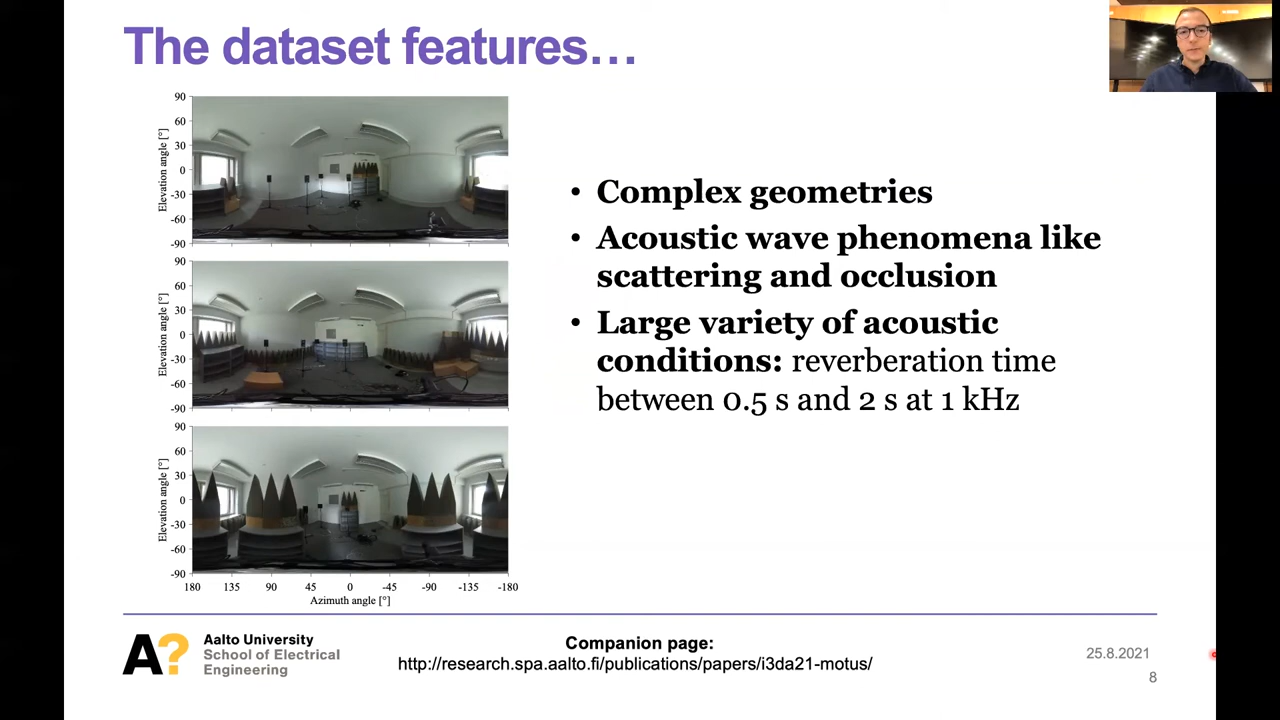 The dataset features…
90
60
30
0
-30
-60
-90
Elevation angle [°]
90
60
30
0
-30
-60
-90
Elevation angle [°]
90
60
30
0
-30
-60
-90
Elevation angle [°]
180 135 90 45 0 -45 -90 -135 -180
Azimuth angle [°]
• Complex geometries
• Acoustic wave phenomena like
scattering and occlusion
• Large variety of acoustic
conditions: reverberation time
between 0.5 s and 2 s at 1 kHz
A?
Aalto University
School of Electrical
Engineering
Companion page:
http://research.spa.aalto.fi/publications/papers/i3da21-motus/
25.8.2021
8